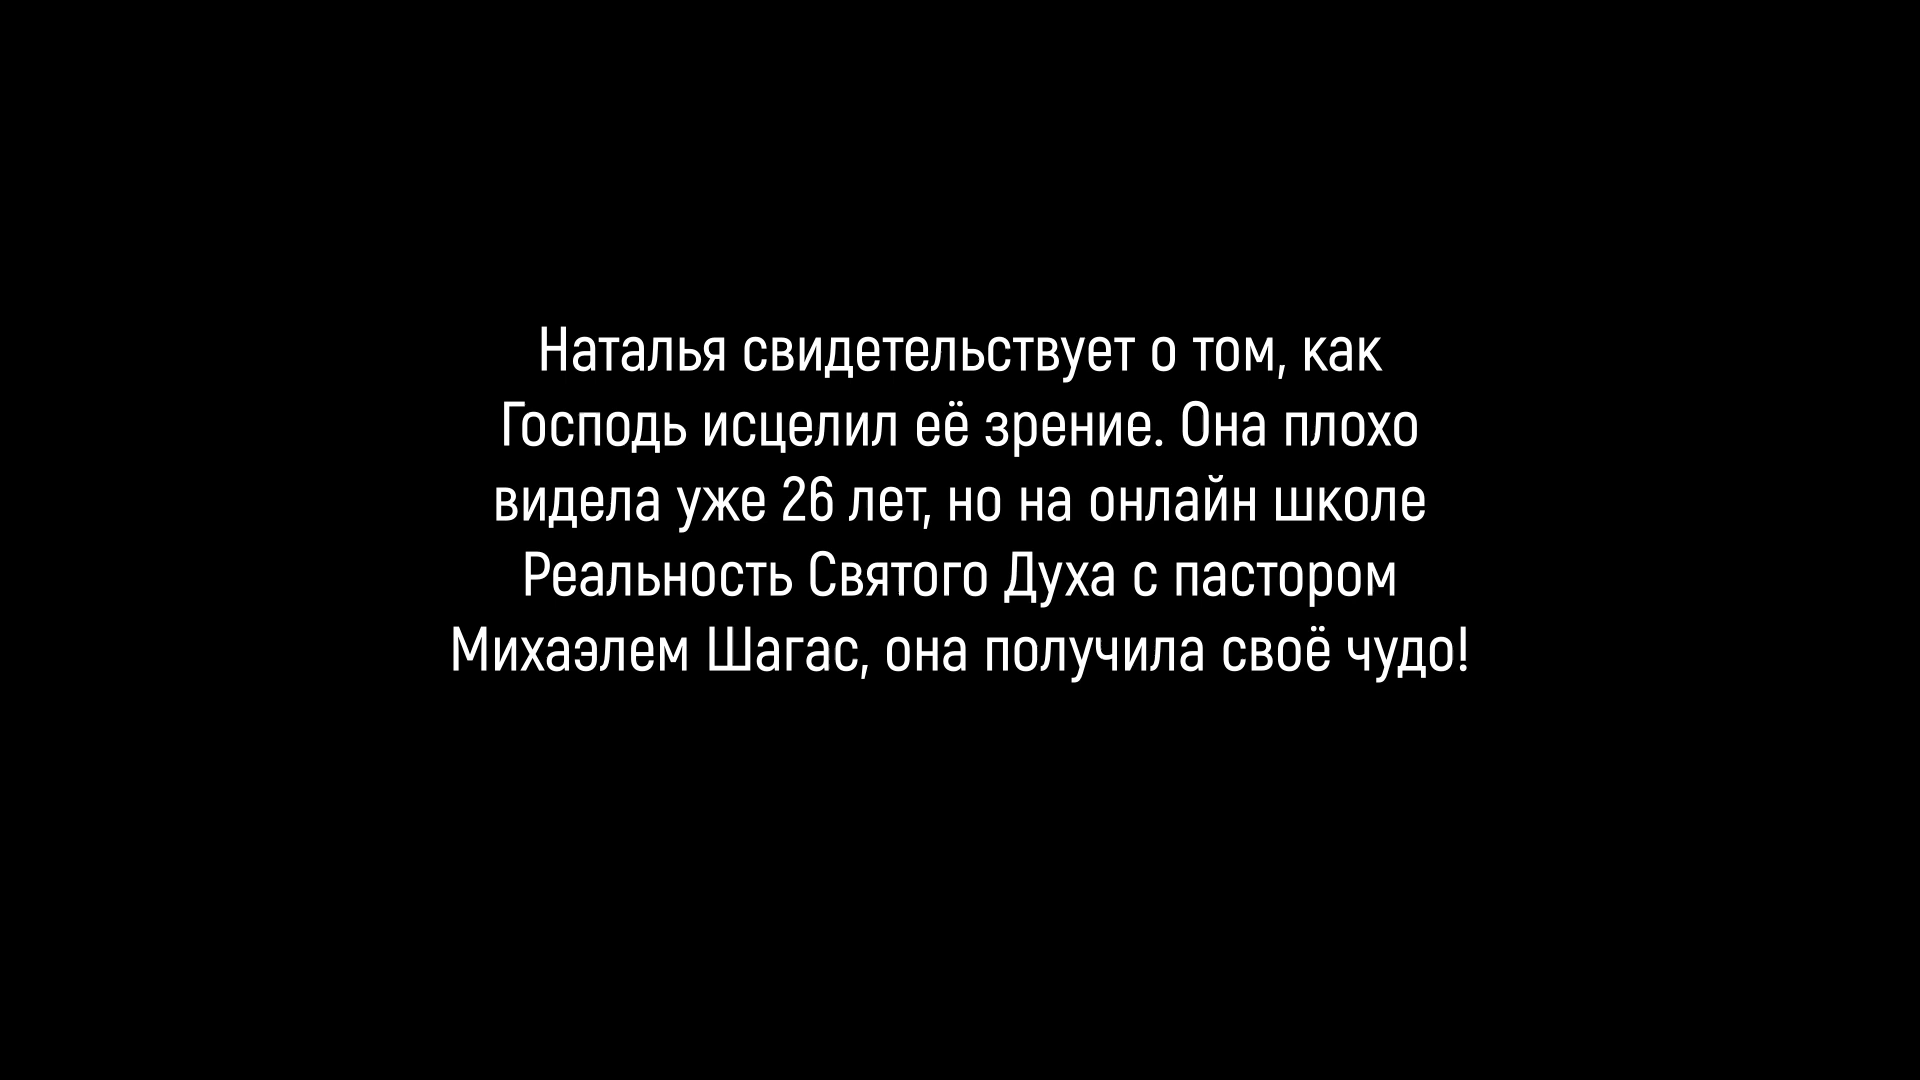 Наталья свидетельствует о том, как
Господь исцелил её зрение. Она плохо
видела уже 26 лет, но на онлайн школе
Реальность Святого Духа с пастором
Михаэлем Шагас, она получила своё чудо!